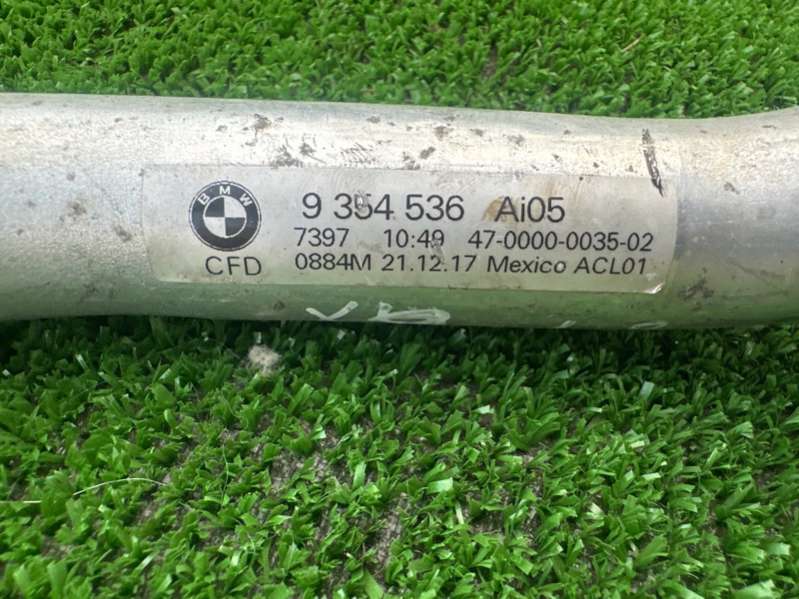 BMW
9 354 536 Ai05
7397 10:49 47-0000-0035-02
CFD 0884M 21.12.17 Mexico ACL01